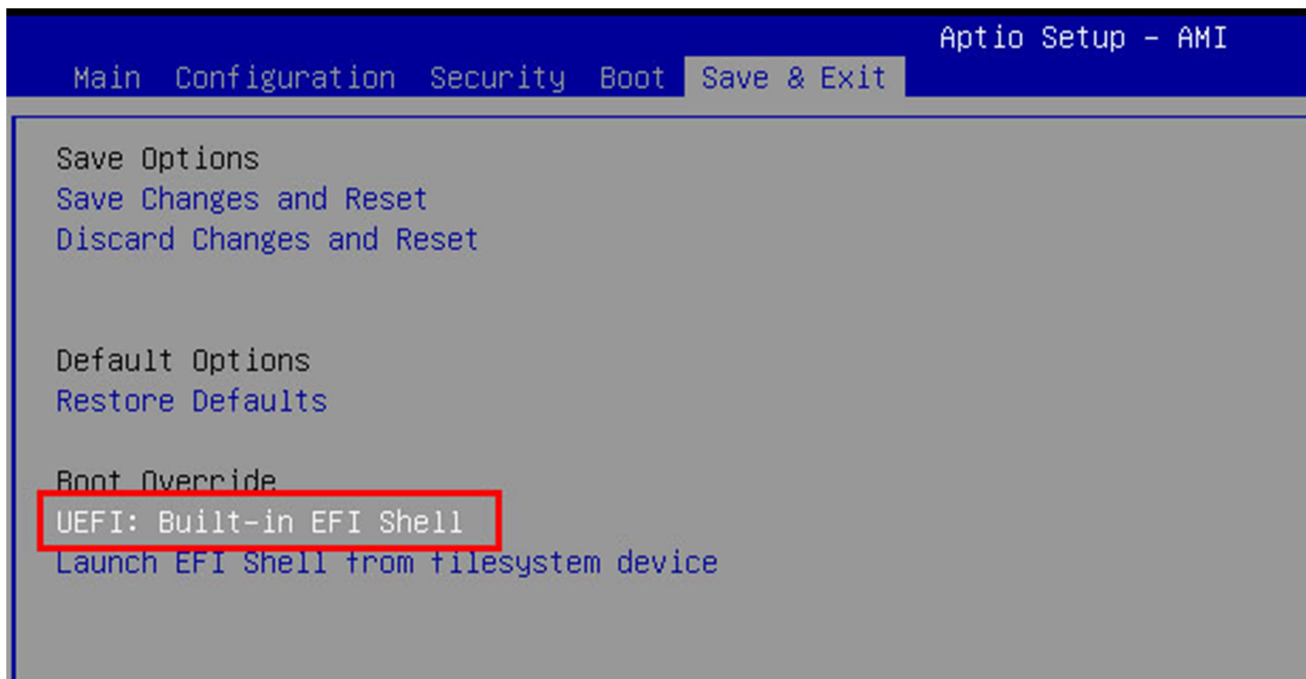 Aptio Setup - AMI
Main Configuration Security Boot Save & Exit
Save Options
Save Changes and Reset
Discard Changes and Reset
Default Options
Restore Defaults
Boot Override
UEFI: Built-in EFI Shell
Launch EFI Shell from filesystem device